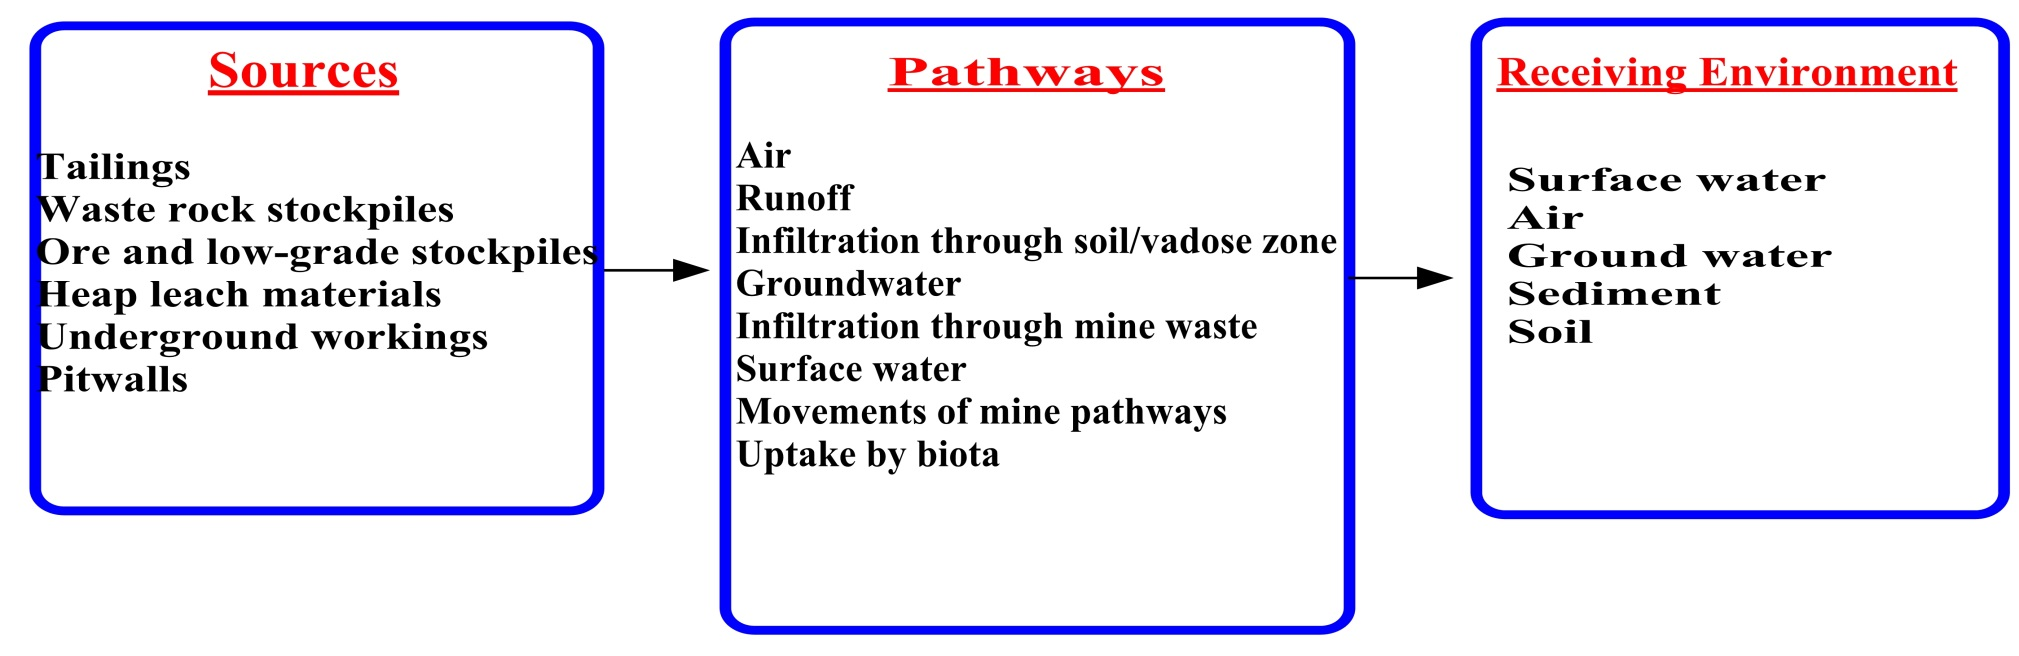 Sources
Tailings
Waste rock stockpiles
Ore and low-grade stockpiles
Heap leach materials
Underground workings
Pitwalls
Pathways
Air
Runoff
Infiltration through soil/vadose zone
Groundwater
Infiltration through mine waste
Surface water
Movements of mine pathways
Uptake by biota
Receiving Environment
Surface water
Air
Ground water
Sediment
Soil